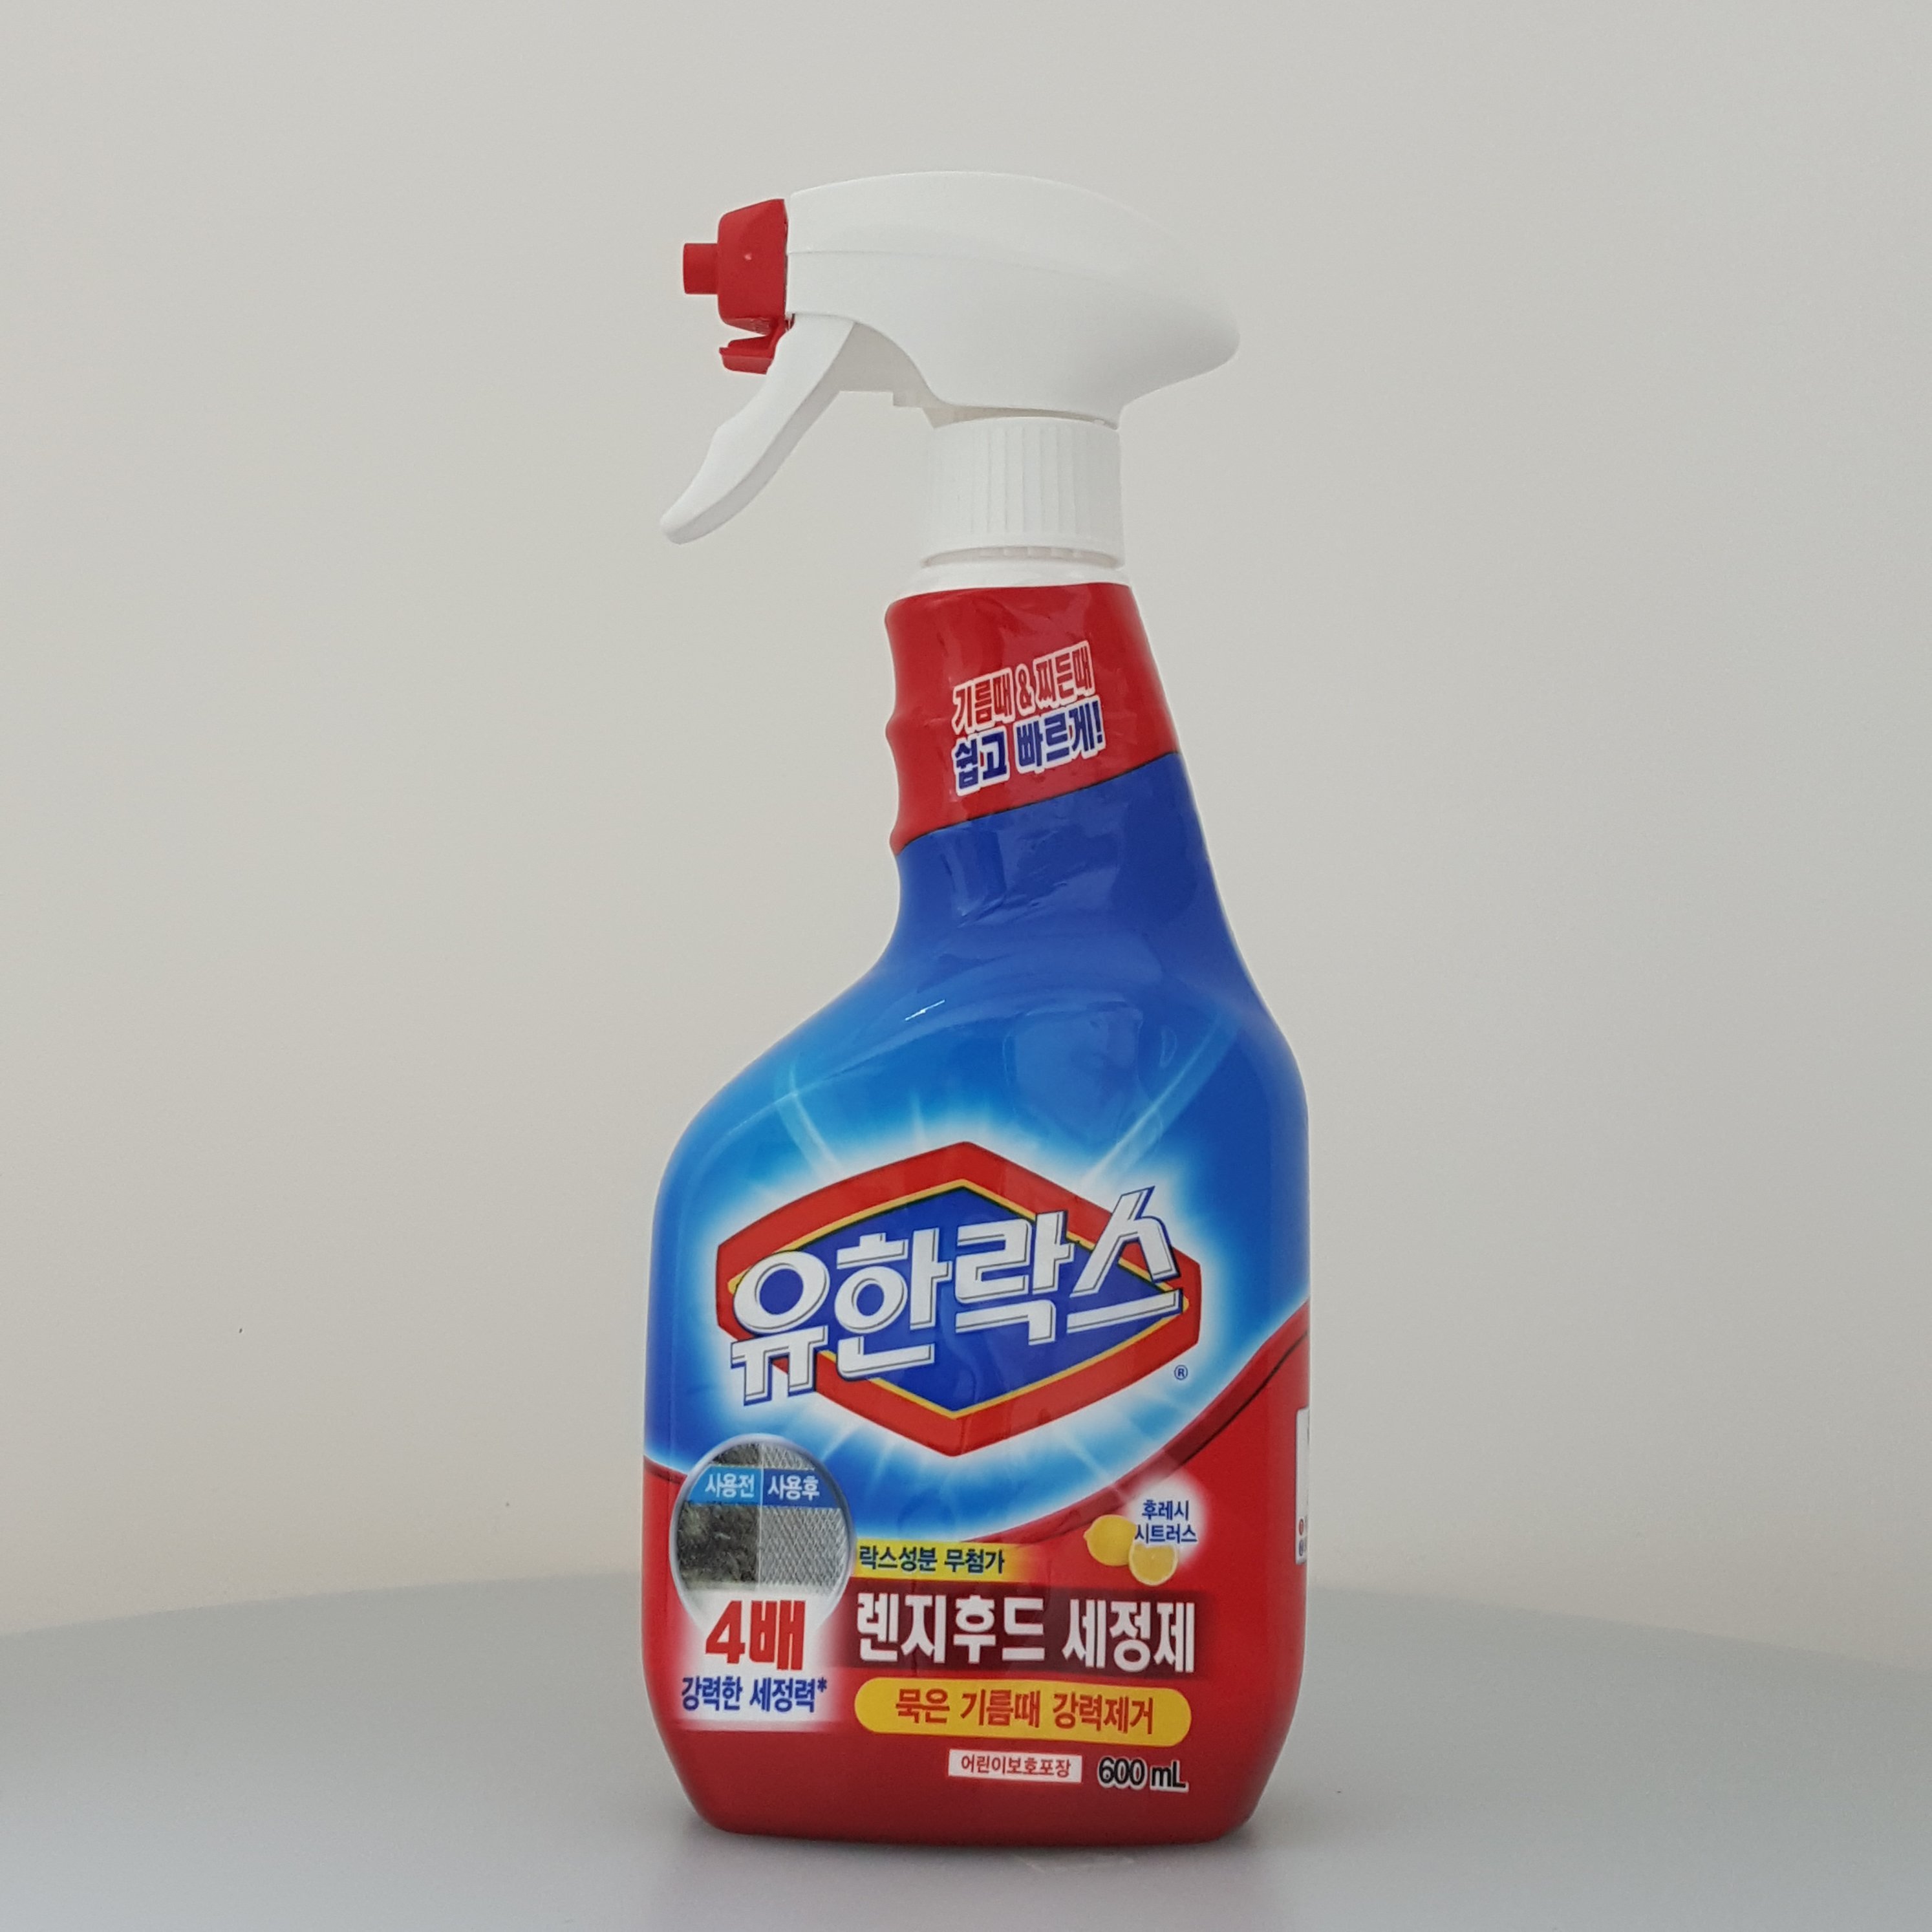 기름때 & 찌든때
쉽고 빠르게!
유한락스
®
사용전 사용후
후레시
시트러스
락스성분 무첨가
4배
강력한 세정력*
렌지후드 세정제
묵은 기름때 강력제거
어린이보호포장 600 mL